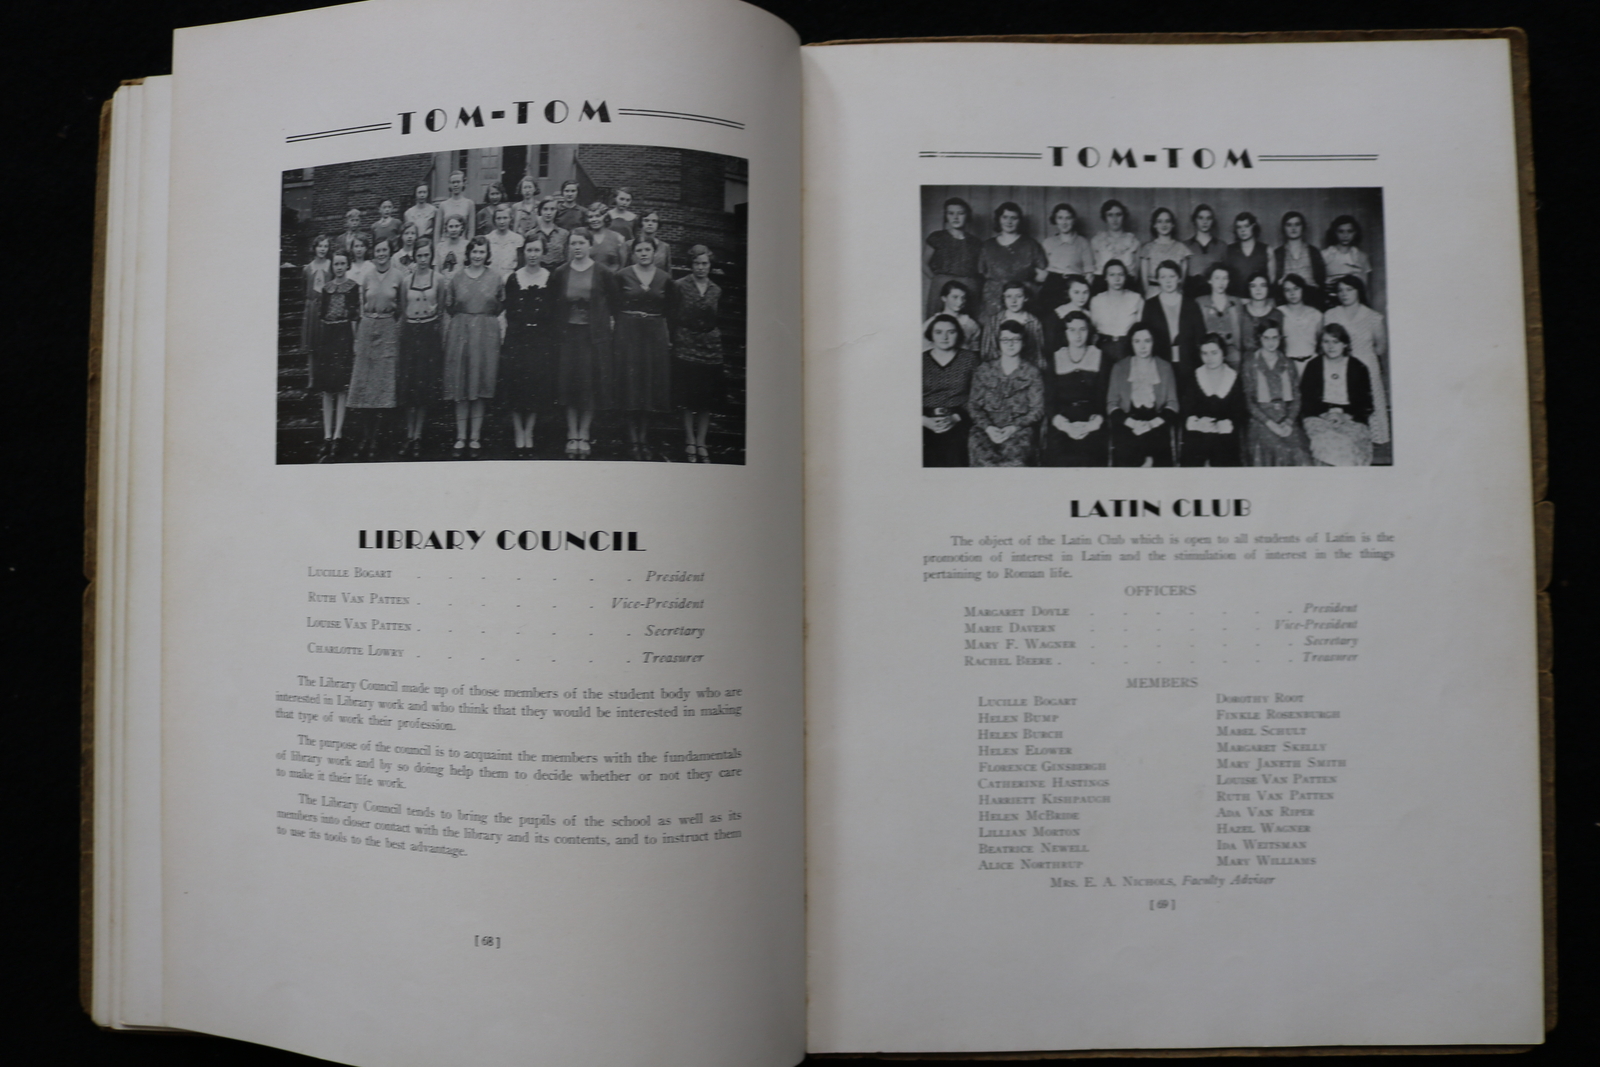 TOM-TOM
LIBRARY COUNCIL
Lucille Bogart . . . . . . . President
Ruth Van Patten . . . . . . Vice-President
Louise Van Patten . . . . . . . Secretary
Charlotte Lowry . . . . . . . Treasurer
The Library Council made up of those members of the student body who are
interested in Library work and who think that they would be interested in making
that type of work their profession.
The purpose of the council is to acquaint the members with the fundamentals
of library work and by so doing help them to decide whether or not they care
to make it their life work.
The Library Council tends to bring the pupils of the school as well as its
members into closer contact with the library and its contents, and to instruct them
to use its tools to the best advantage.
[ 68 ]
TOM-TOM
LATIN CLUB
The object of the Latin Club which is open to all students of Latin is the
promotion of interest in Latin and the stimulation of interest in the things
pertaining to Roman life.
OFFICERS
Margaret Doyle . . . . . . . President
Marie Davern . . . . . . Vice-President
Mary F. Wagner . . . . . . . Secretary
Rachel Beere . . . . . . . . Treasurer
MEMBERS
Lucille Bogart
Helen Bump
Helen Burch
Helen Elower
Florence Ginsbergh
Catherine Hastings
Harriett Kishpaugh
Helen McBride
Lillian Morton
Beatrice Newell
Alice Northrup
Dorothy Root
Finkle Rosenburgh
Mabel Schult
Margaret Skelly
Mary Janeth Smith
Louise Van Patten
Ruth Van Patten
Ada Van Riper
Hazel Wagner
Ida Weitsman
Mary Williams
Mrs. E. A. Nichols, Faculty Adviser
[ 69 ]